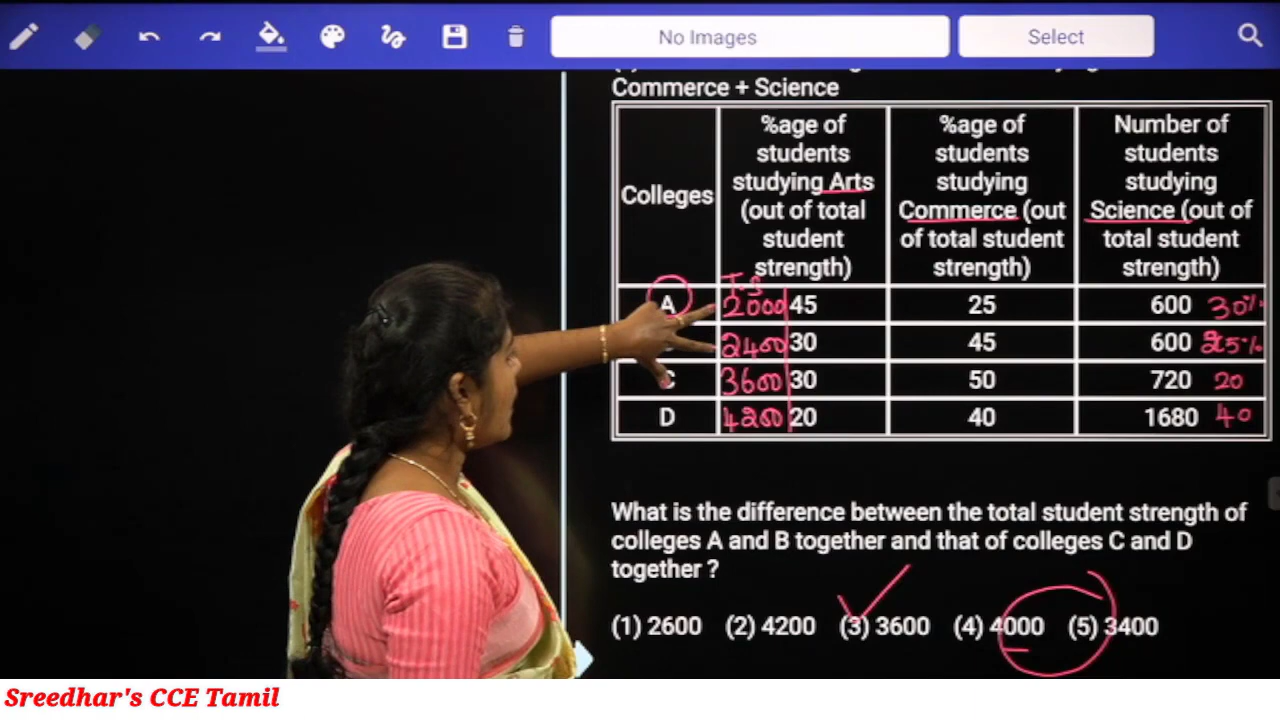 No Images
Select
Commerce + Science
Colleges
%age of
students
studying Arts
(out of total
student
strength)
%age of
students
studying
Commerce (out
of total student
strength)
Number of
students
studying
Science (out of
total student
strength)
T.S
A 2000 45 25 600 30%
2400 30 45 600 25%
C 3600 30 50 720 20
D 4200 20 40 1680 40
What is the difference between the total student strength of
colleges A and B together and that of colleges C and D
together ?
(1) 2600 (2) 4200 (3) 3600 (4) 4000 (5) 3400
Sreedhar's CCE Tamil